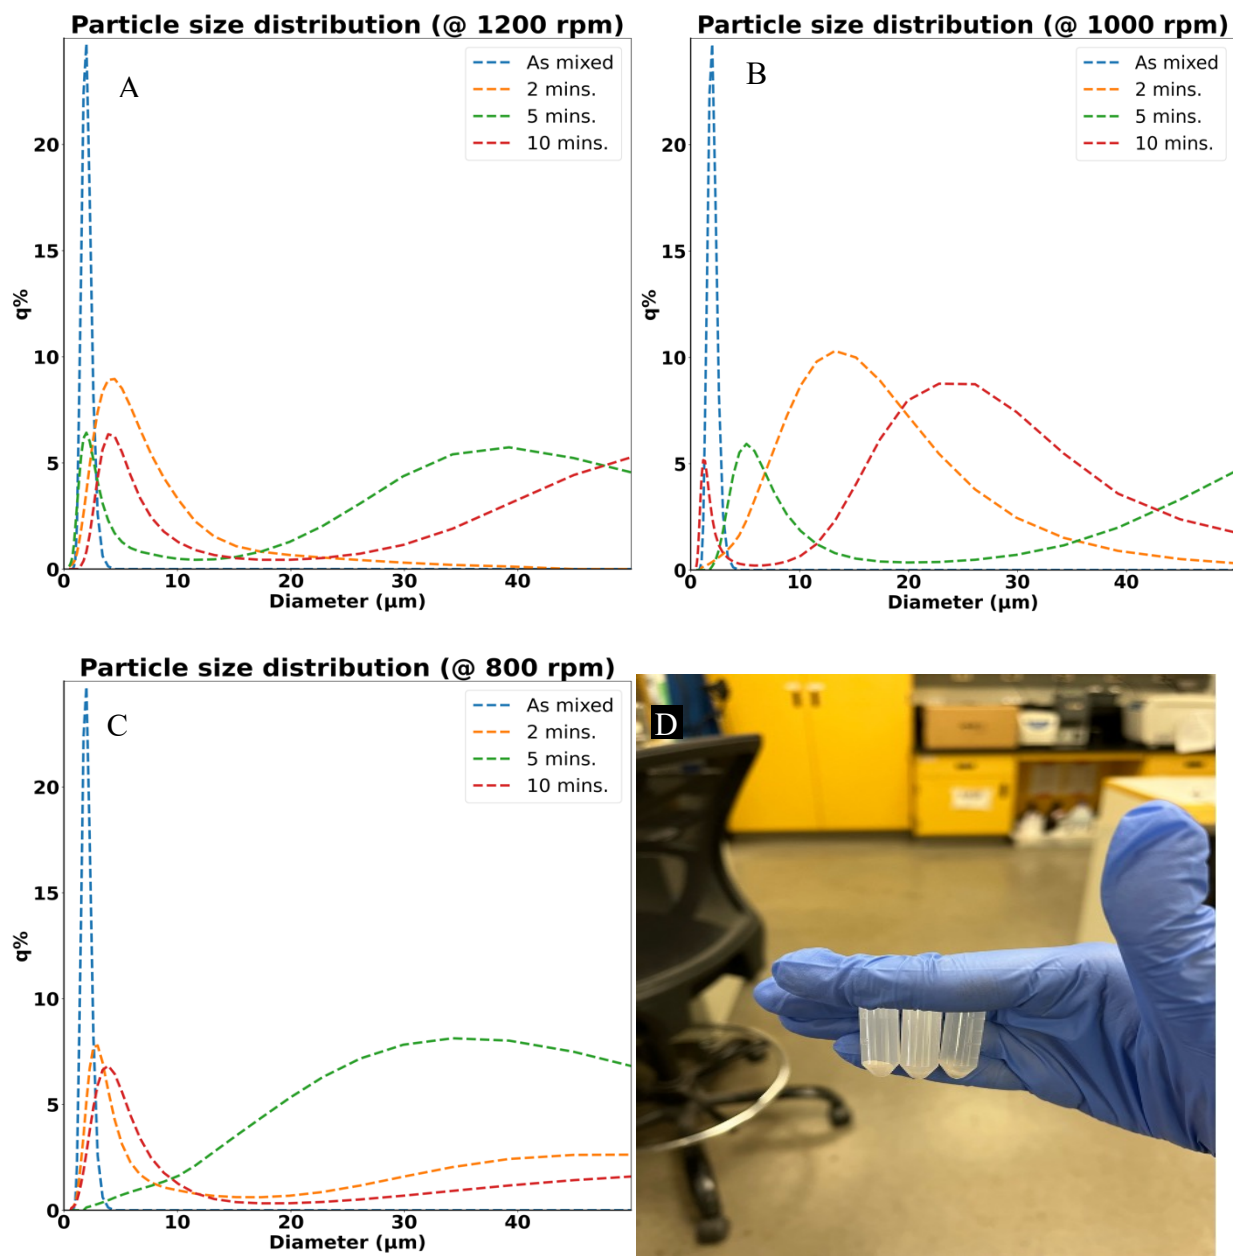 Particle size distribution (@ 1200 rpm)
A
As mixed
2 mins.
5 mins.
10 mins.
q%
20
15
10
5
0
0 10 20 30 40
Diameter (µm)
Particle size distribution (@ 1000 rpm)
B
As mixed
2 mins.
5 mins.
10 mins.
q%
20
15
10
5
0
0 10 20 30 40
Diameter (µm)
Particle size distribution (@ 800 rpm)
C
As mixed
2 mins.
5 mins.
10 mins.
q%
20
15
10
5
0
0 10 20 30 40
Diameter (µm)
D